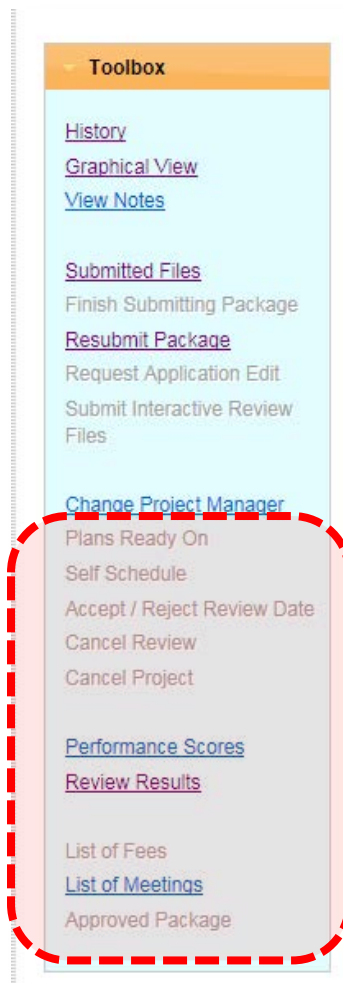 Toolbox
History
Graphical View
View Notes
Submitted Files
Finish Submitting Package
Resubmit Package
Request Application Edit
Submit Interactive Review
Files
Change Project Manager
Plans Ready On
Self Schedule
Accept / Reject Review Date
Cancel Review
Cancel Project
Performance Scores
Review Results
List of Fees
List of Meetings
Approved Package